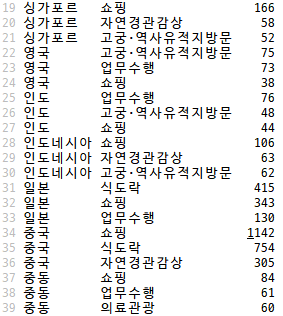 19 싱가포르 쇼핑 166
20 싱가포르 자연경관감상 58
21 싱가포르 고궁·역사유적지방문 52
22 영국 고궁·역사유적지방문 75
23 영국 업무수행 73
24 영국 쇼핑 38
25 인도 업무수행 76
26 인도 고궁·역사유적지방문 48
27 인도 쇼핑 44
28 인도네시아 쇼핑 106
29 인도네시아 자연경관감상 63
30 인도네시아 고궁·역사유적지방문 62
31 일본 식도락 415
32 일본 쇼핑 343
33 일본 업무수행 130
34 중국 쇼핑 1142
35 중국 식도락 754
36 중국 자연경관감상 305
37 중동 쇼핑 84
38 중동 업무수행 61
39 중동 의료관광 60